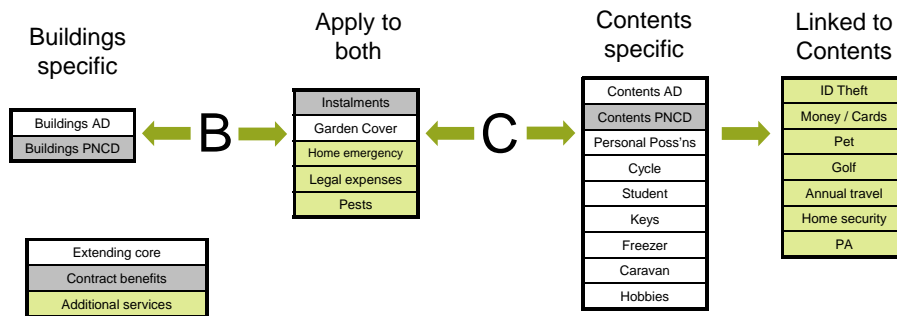 Buildings
specific
Apply to
both
Contents
specific
Linked to
Contents
Buildings AD
Buildings PNCD
B
Instalments
Garden Cover
Home emergency
Legal expenses
Pests
C
Contents AD
Contents PNCD
Personal Poss'ns
Cycle
Student
Keys
Freezer
Caravan
Hobbies
ID Theft
Money / Cards
Pet
Golf
Annual travel
Home security
PA
Extending core
Contract benefits
Additional services